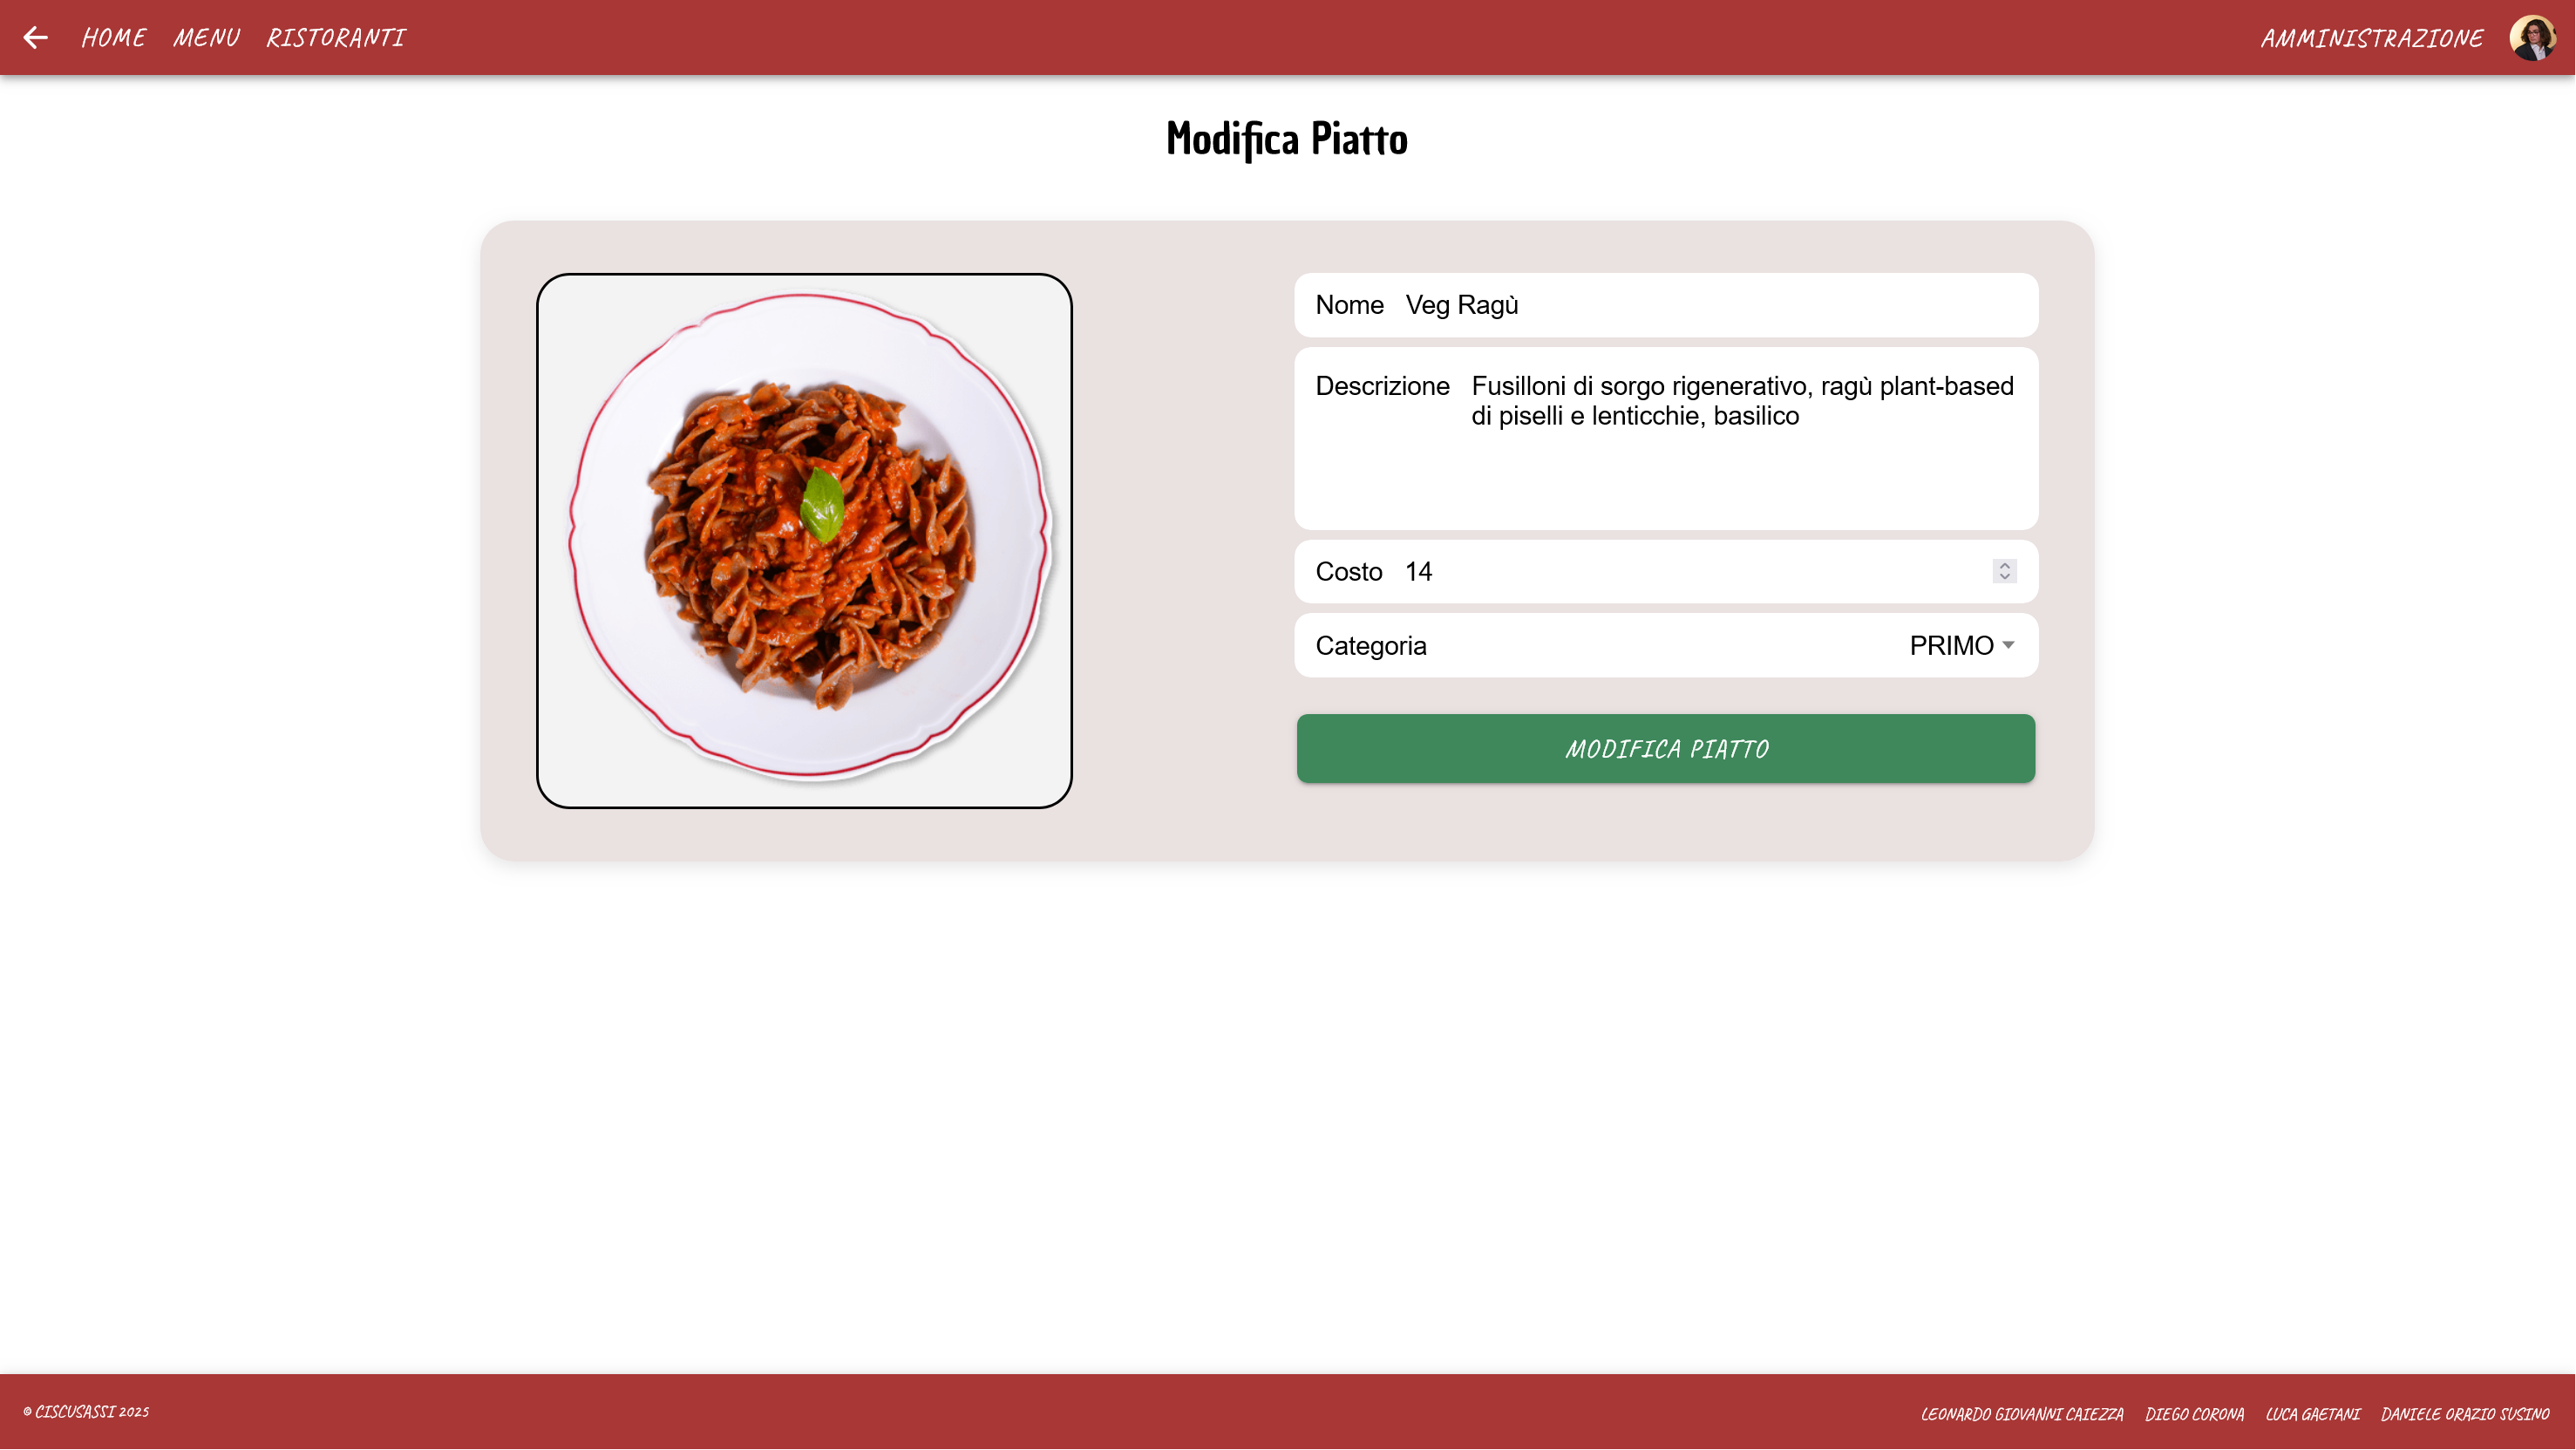 HOME MENU RISTORANTI AMMINISTRAZIONE
Modifica Piatto
Nome Veg Ragù
Descrizione Fusilloni di sorgo rigenerativo, ragù plant-based
di piselli e lenticchie, basilico
Costo 14
Categoria PRIMO
MODIFICA PIATTO
© CISCUSASSI 2025 LEONARDO GIOVANNI CAIEZZA DIEGO CORONA LUCA GAETANI DANIELE ORAZIO SUSINO